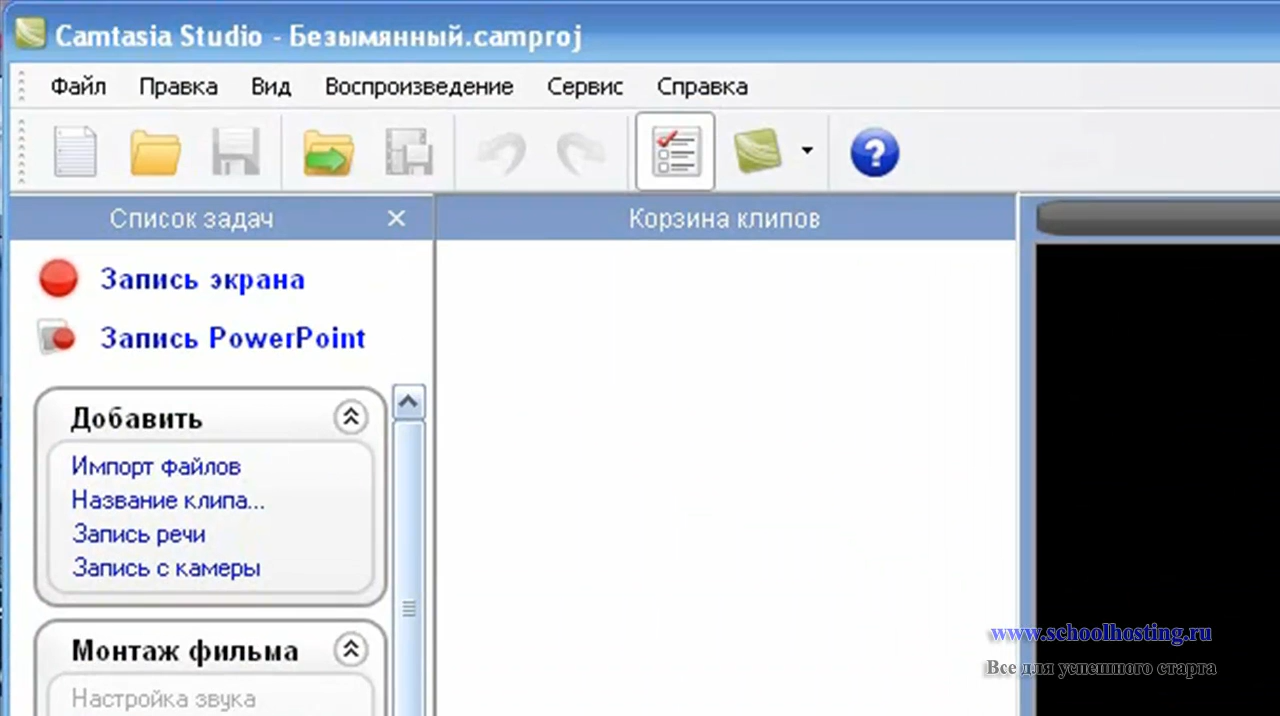 Camtasia Studio - Безымянный.camproj
Файл Правка Вид Воспроизведение Сервис Справка
Список задач
Корзина клипов
Запись экрана
Запись PowerPoint
Добавить
Импорт файлов
Название клипа...
Запись речи
Запись с камеры
Монтаж фильма
Настройка звука
www.schoolhosting.ru
Все для успешного старта